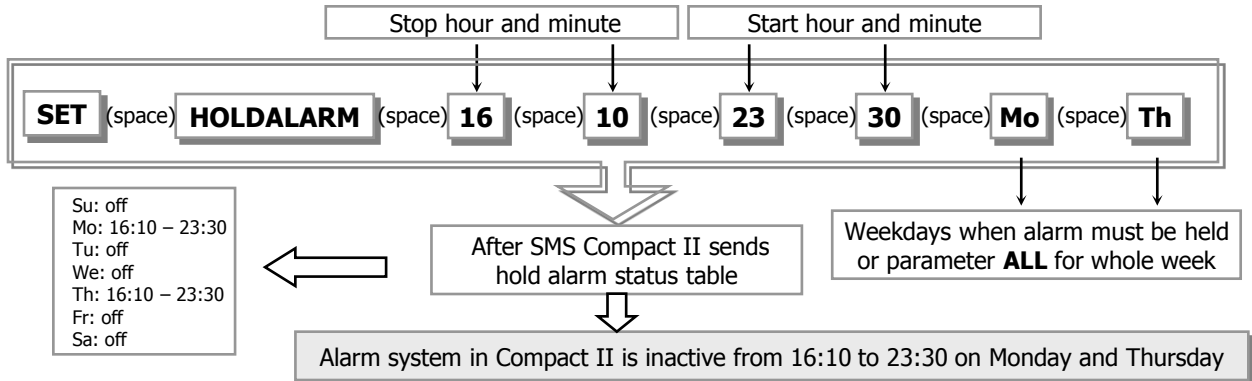 Stop hour and minute
Start hour and minute
SET (space) HOLDALARM (space) 16 (space) 10 (space) 23 (space) 30 (space) Mo (space) Th
Su: off
Mo: 16:10 – 23:30
Tu: off
We: off
Th: 16:10 – 23:30
Fr: off
Sa: off
After SMS Compact II sends
hold alarm status table
Weekdays when alarm must be held
or parameter ALL for whole week
Alarm system in Compact II is inactive from 16:10 to 23:30 on Monday and Thursday